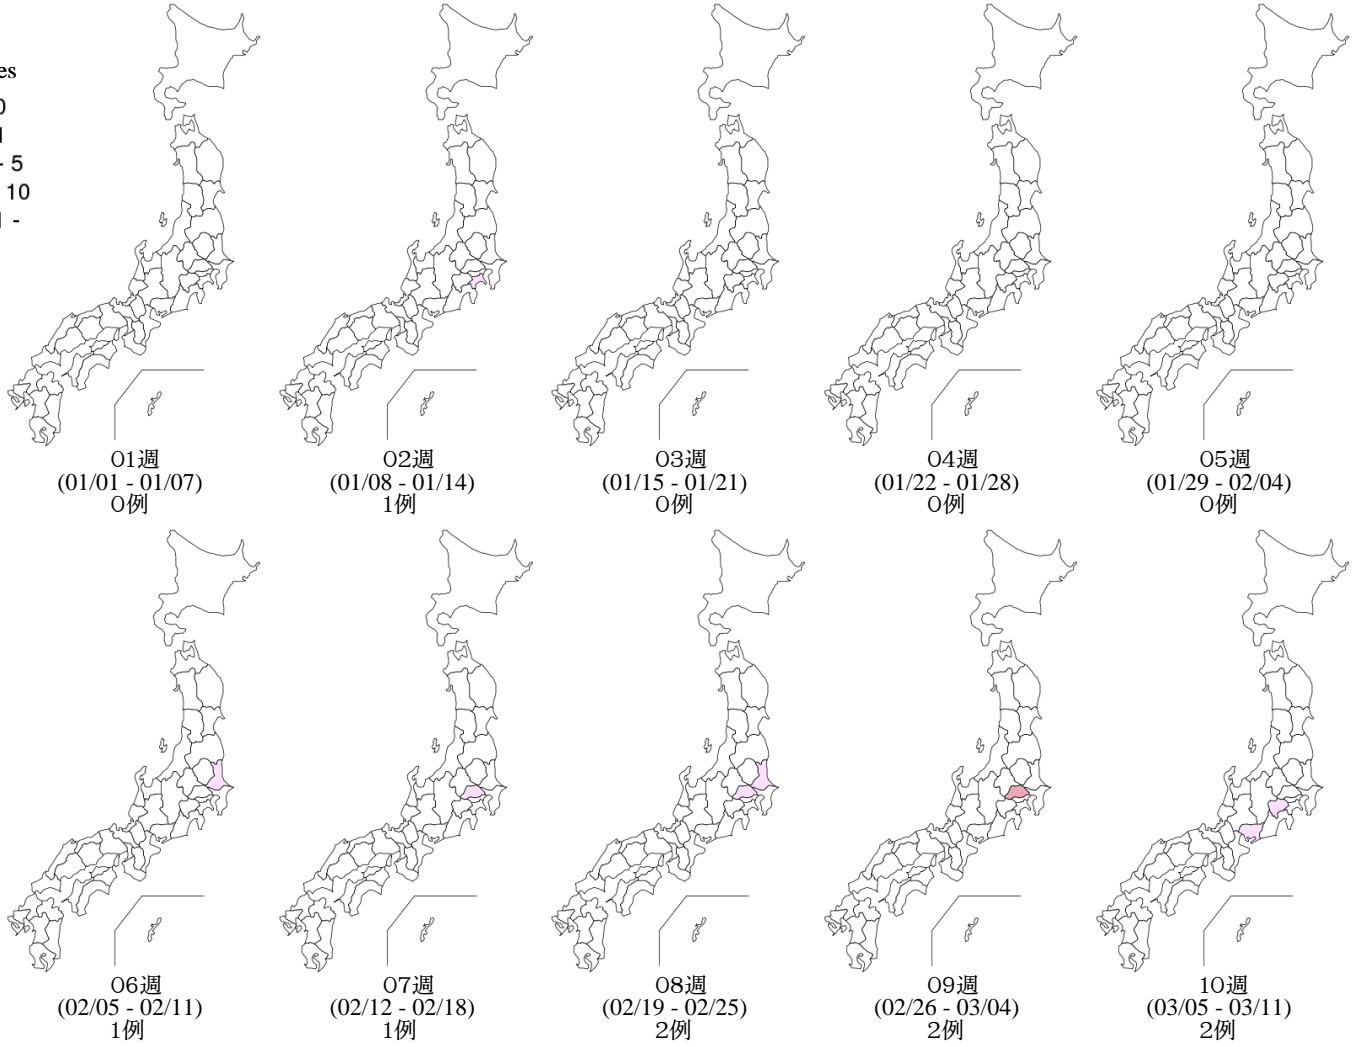 es
0
1
- 5
10
1 -
01週
(01/01 - 01/07)
0例
02週
(01/08 - 01/14)
1例
03週
(01/15 - 01/21)
0例
04週
(01/22 - 01/28)
0例
05週
(01/29 - 02/04)
0例
06週
(02/05 - 02/11)
1例
07週
(02/12 - 02/18)
1例
08週
(02/19 - 02/25)
2例
09週
(02/26 - 03/04)
2例
10週
(03/05 - 03/11)
2例